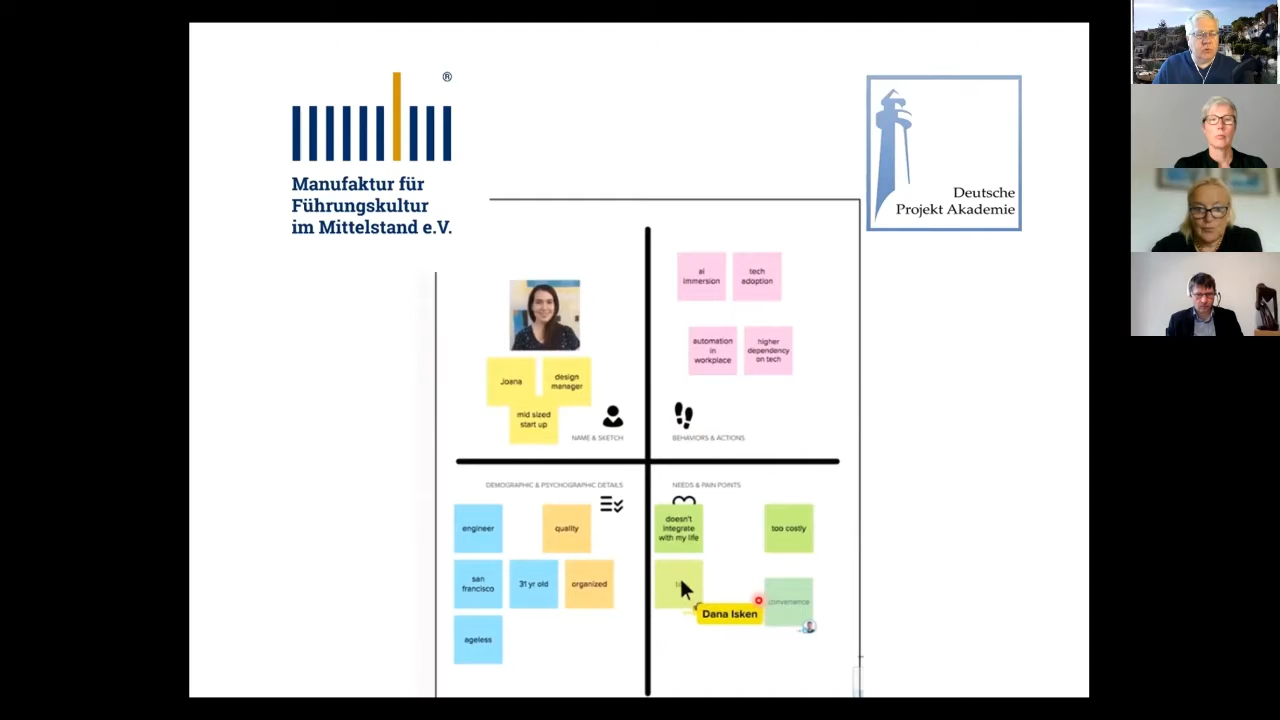 ®
Manufaktur für
Führungskultur
im Mittelstand e.V.
Deutsche
Projekt Akademie
ai
immersion
tech
adoption
automation
in
workplace
higher
dependency
on tech
Joana
design
manager
mid sized
start up
NAME & SKETCH
BEHAVIORS & ACTIONS
DEMOGRAPHIC & PSYCHOGRAPHIC DETAILS
NEEDS & PAIN POINTS
engineer
quality
doesn't
integrate
with my life
too costly
san
francisco
31 yr old
organized
convenience
Dana Isken
ageless